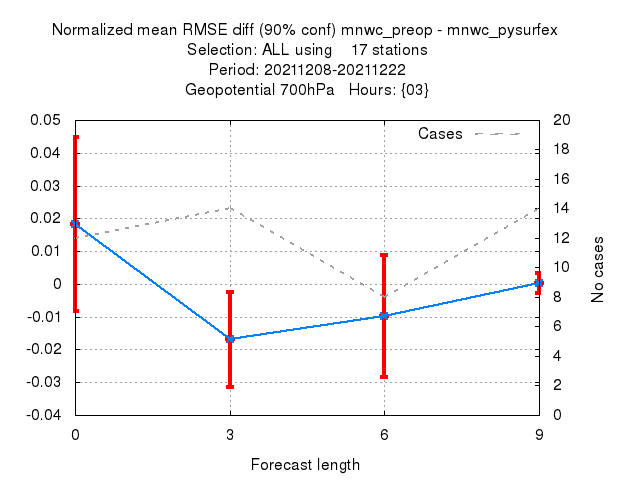 Normalized mean RMSE diff (90% conf) mnwc_preop - mnwc_pysurfex
Selection: ALL using 17 stations
Period: 20211208-20211222
Geopotential 700hPa Hours: {03}
Cases
0.05
0.04
0.03
0.02
0.01
0
-0.01
-0.02
-0.03
-0.04
20
18
16
14
12
10
8
6
4
2
0
No cases
0 3 6 9
Forecast length